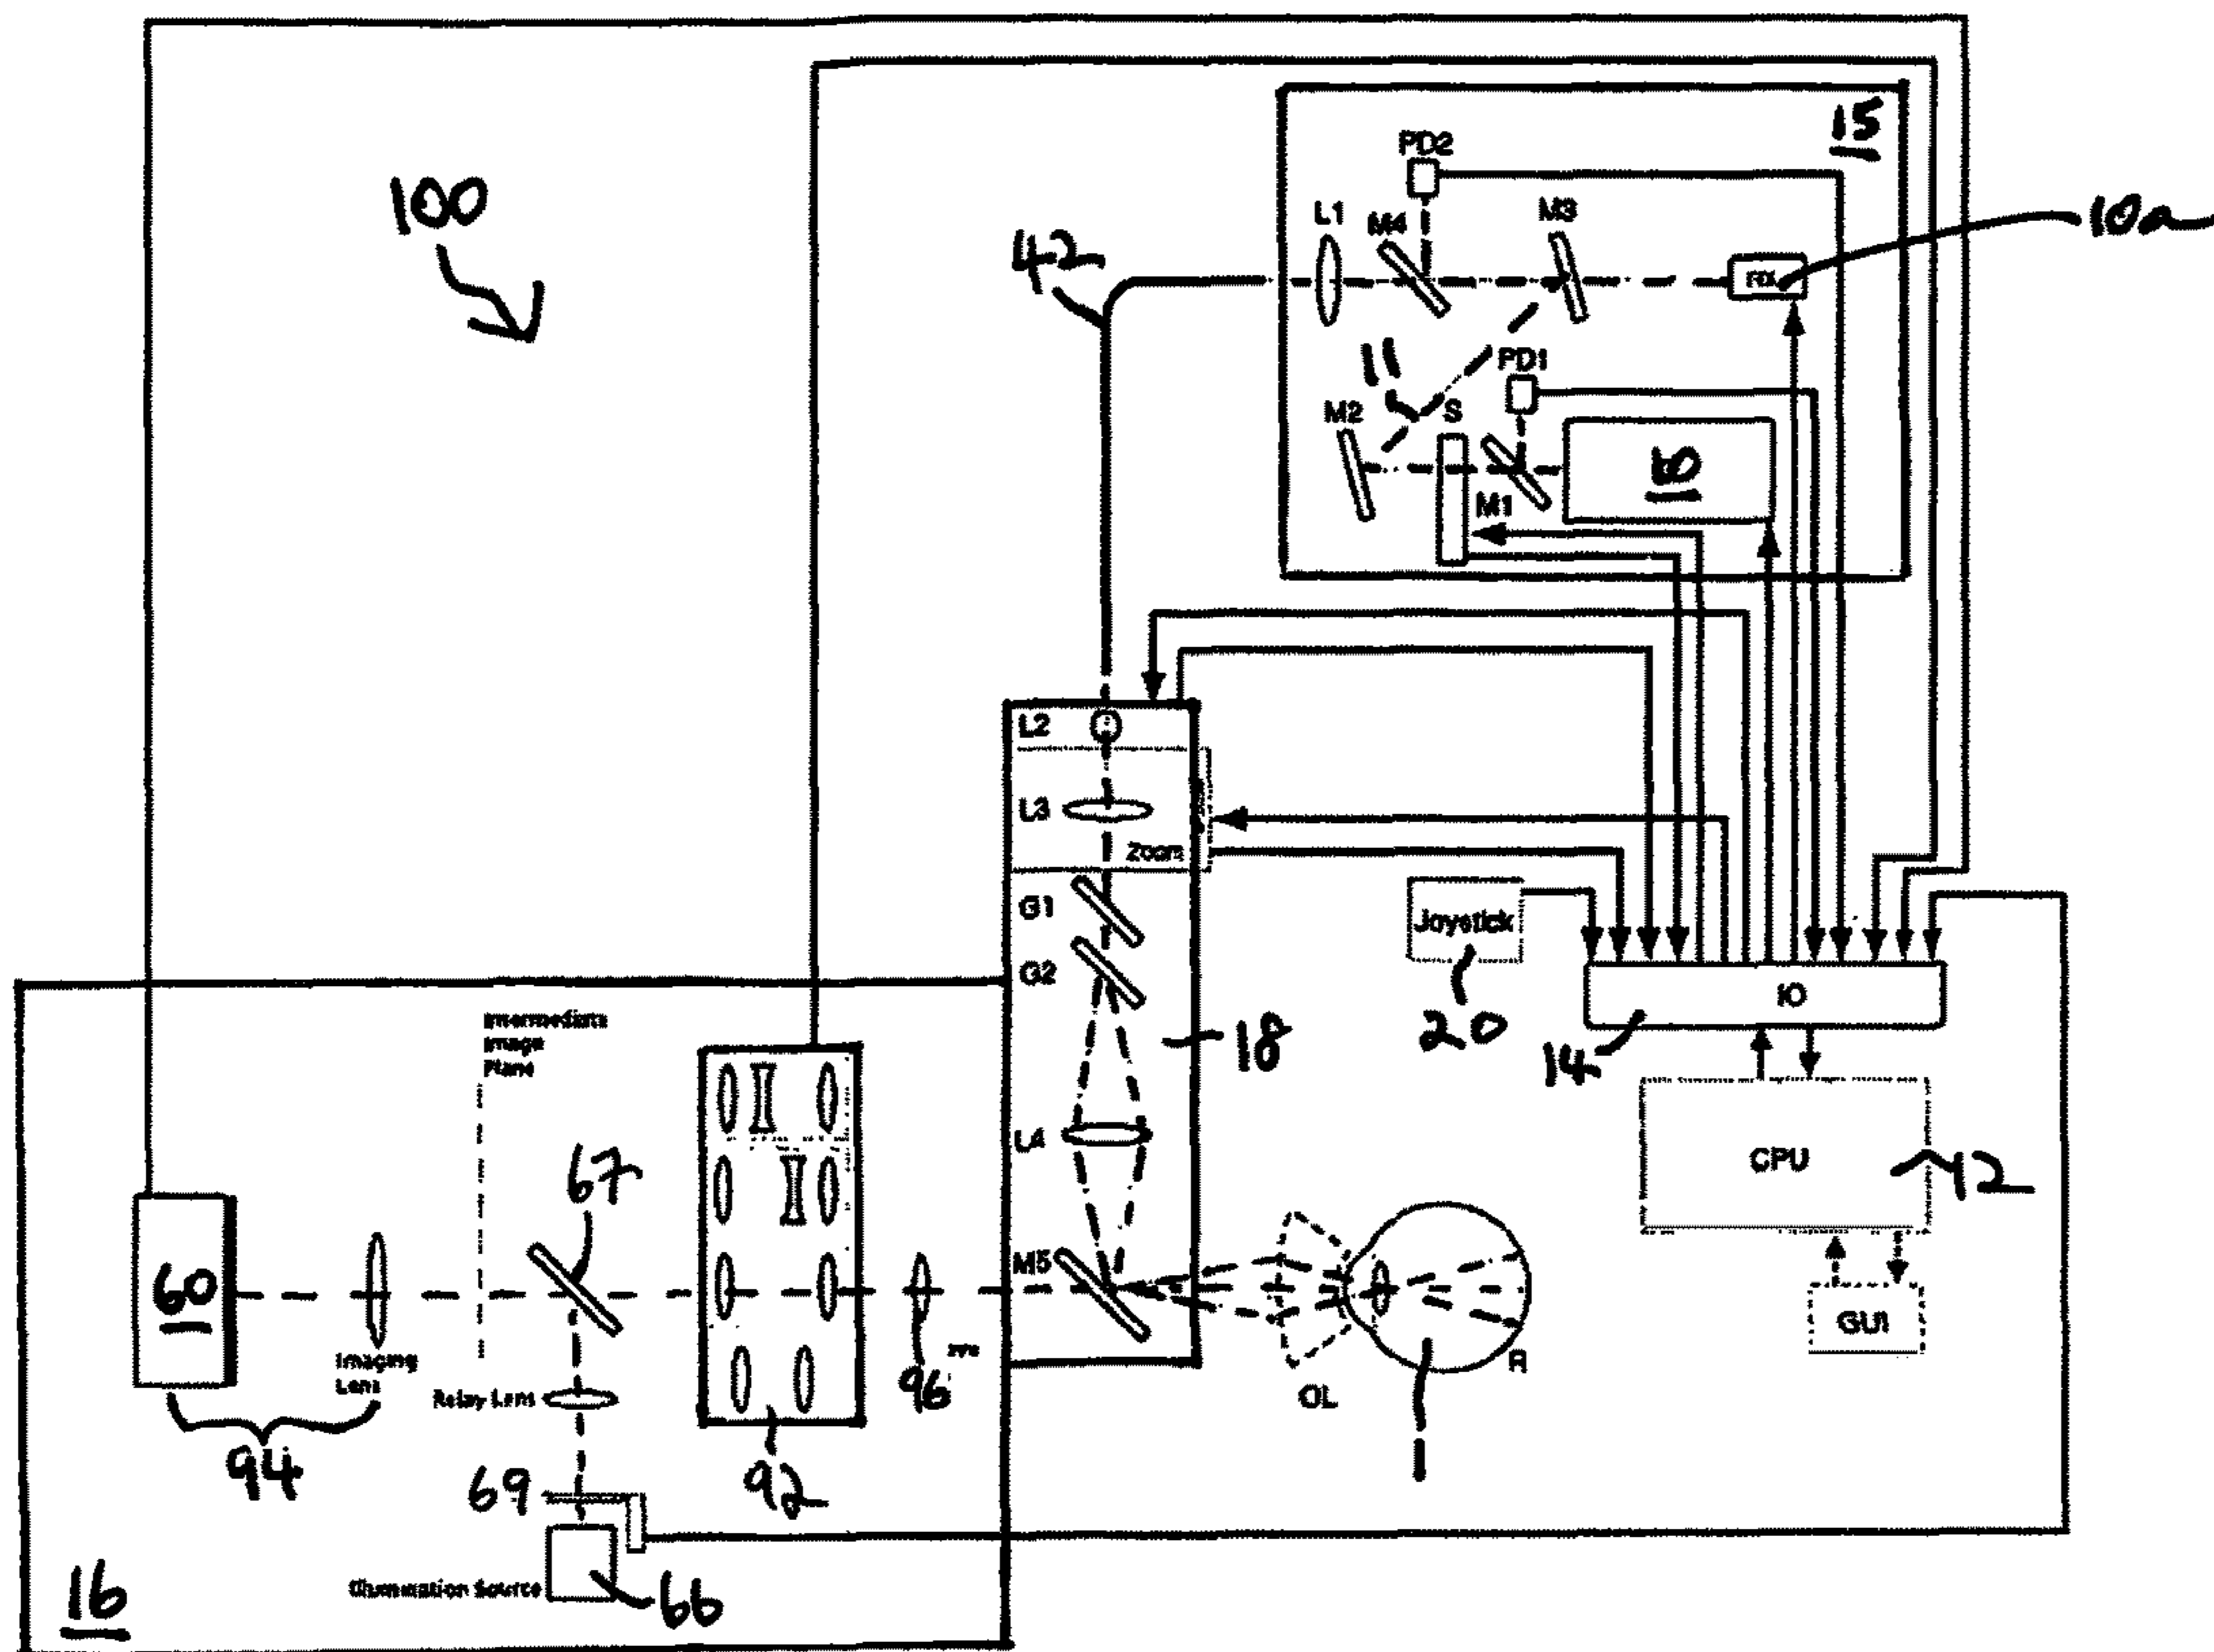 100
42
15
PD2
L1
M4
M3
10a
11
PD1
M2
S
M1
L2
L3
Zoom
G1
G2
18
Joystick
20
IO
14
CPU
12
GUI
Intermediate
Image
Plane
67
L4
M5
60
Imaging
Lens
94
Relay Lens
96
92
OL
R
1
69
Illumination Source
66
16